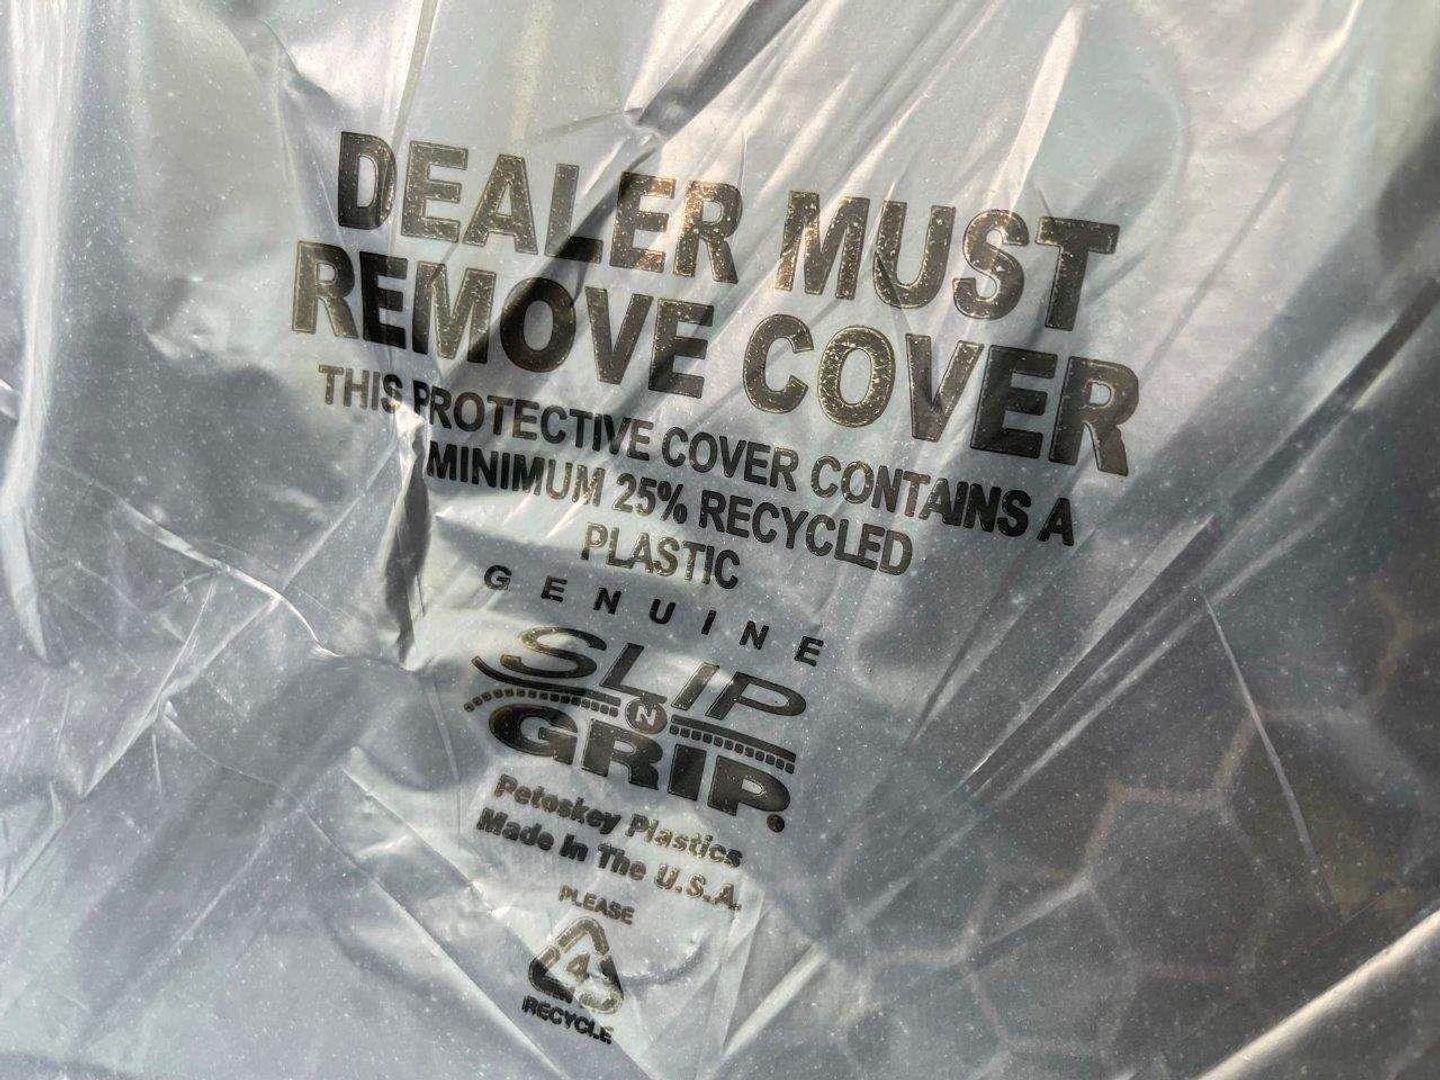 DEALER MUST
REMOVE COVER
THIS PROTECTIVE COVER CONTAINS A
MINIMUM 25% RECYCLED
PLASTIC
GENUINE
SLIP
N
GRIP®
Petoskey Plastics
Made In The U.S.A.
PLEASE
4
RECYCLE